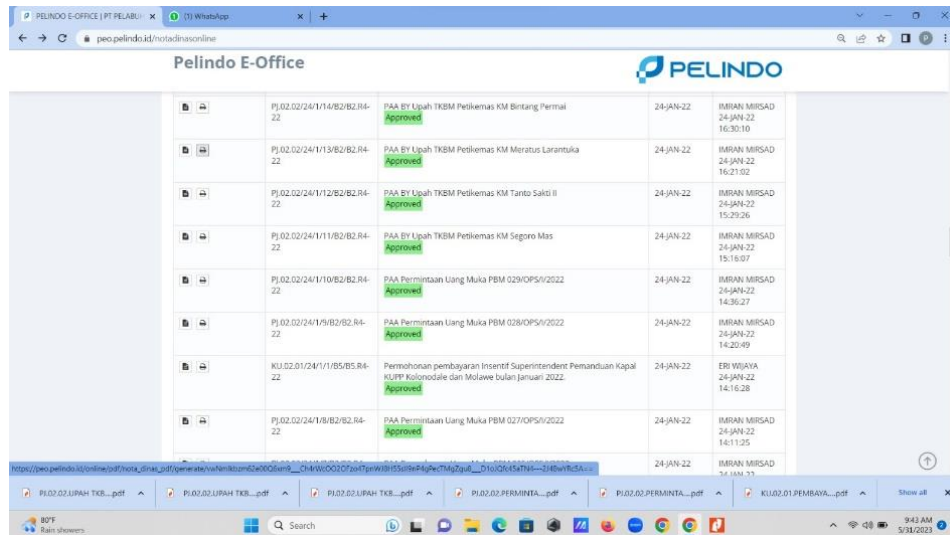 PELINDO E-OFFICE | PT PELABU
(1) WhatsApp
peo.pelindo.id/notadinasonline
Pelindo E-Office
PELINDO
PJ.02.02/24/1/14/B2/B2.R4-22
PAA BY Upah TKBM Petikemas KM Bintang Permai
Approved
24-JAN-22
IMRAN MIRSAD
24-JAN-22
16:30:10
PJ.02.02/24/1/13/B2/B2.R4-22
PAA BY Upah TKBM Petikemas KM Meratus Larantuka
Approved
24-JAN-22
IMRAN MIRSAD
24-JAN-22
16:21:02
PJ.02.02/24/1/12/B2/B2.R4-22
PAA BY Upah TKBM Petikemas KM Tanto Sakti II
Approved
24-JAN-22
IMRAN MIRSAD
24-JAN-22
15:29:26
PJ.02.02/24/1/11/B2/B2.R4-22
PAA BY Upah TKBM Petikemas KM Segoro Mas
Approved
24-JAN-22
IMRAN MIRSAD
24-JAN-22
15:16:07
PJ.02.02/24/1/10/B2/B2.R4-22
PAA Permintaan Uang Muka PBM 029/OPS/I/2022
Approved
24-JAN-22
IMRAN MIRSAD
24-JAN-22
14:36:27
PJ.02.02/24/1/9/B2/B2.R4-22
PAA Permintaan Uang Muka PBM 028/OPS/I/2022
Approved
24-JAN-22
IMRAN MIRSAD
24-JAN-22
14:20:49
KU.02.01/24/1/1/B5/B5.R4-22
Permohonan pembayaran Insentif Superintendent Pemanduan Kapal
KUPP Kolonodale dan Molawe bulan Januari 2022.
Approved
24-JAN-22
ERI WIJAYA
24-JAN-22
14:16:28
PJ.02.02/24/1/8/B2/B2.R4-22
PAA Permintaan Uang Muka PBM 027/OPS/I/2022
Approved
24-JAN-22
IMRAN MIRSAD
24-JAN-22
14:11:25
24-JAN-22
IMRAN MIRSAD
https://peo.pelindo.id/online/pdf/nota_dinas_pdf/generate/
PJ.02.02.UPAH TKB....pdf
PJ.02.02.UPAH TKB....pdf
PJ.02.02.UPAH TKB....pdf
PJ.02.02.PERMINTA....pdf
PJ.02.02.PERMINTA....pdf
KU.02.01.PEMBAYA....pdf
Show all
80°F
Rain showers
Search
9:43 AM
5/31/2023